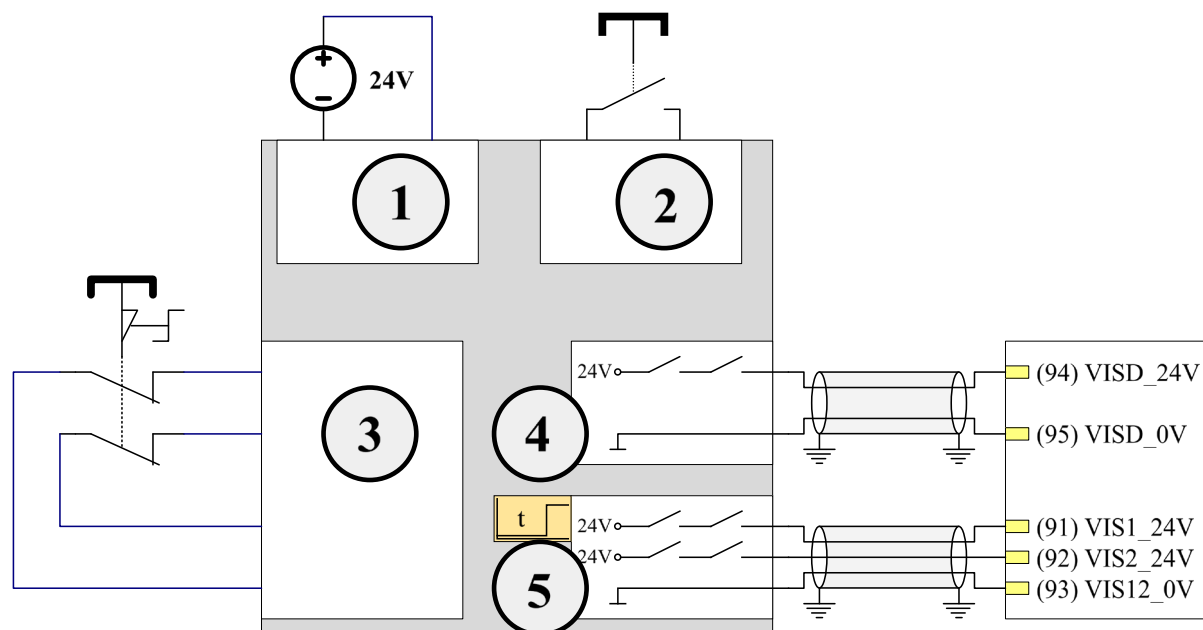 24V
1
2
3
4
24V
(94) VISD_24V
(95) VISD_0V
t
24V
(91) VIS1_24V
24V
(92) VIS2_24V
5
(93) VIS12_0V